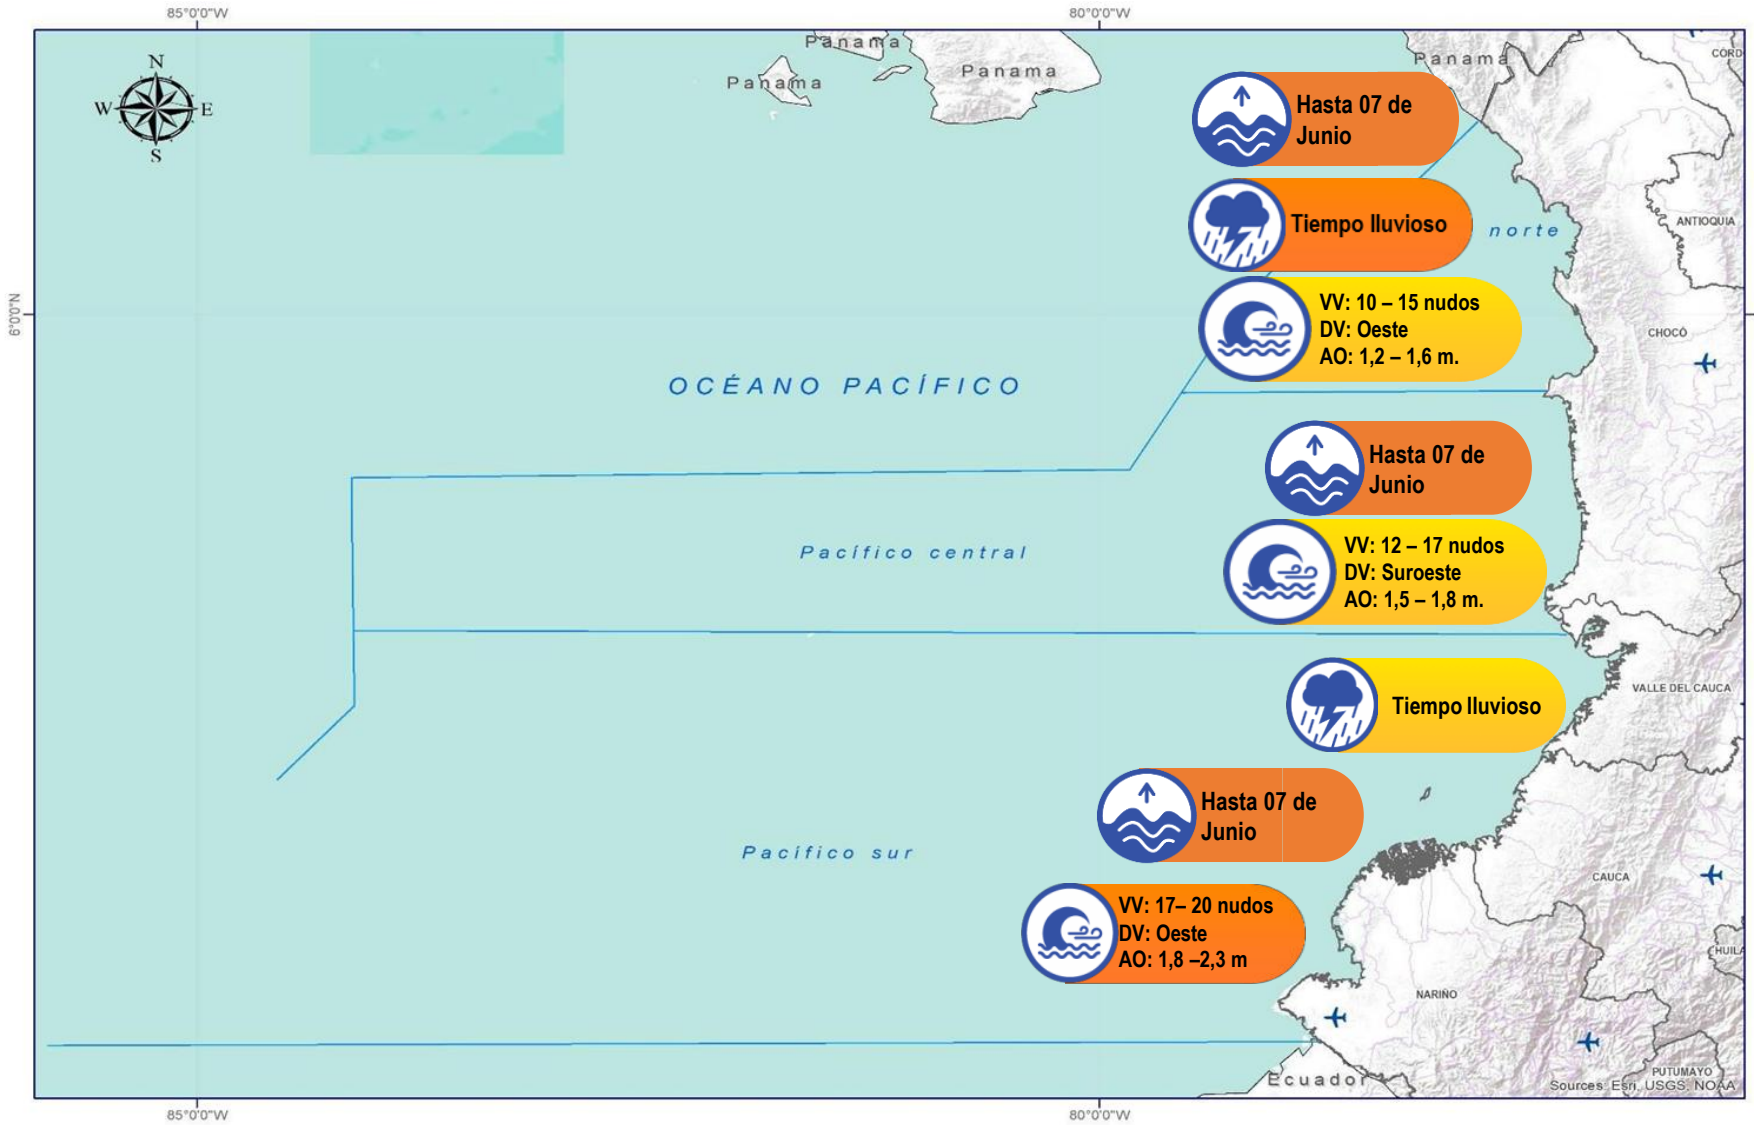 85°0'0"W
80°0'0"W
N
W
E
S
Panama
Panama
Panama
Panama
CÓRD
Hasta 07 de
Junio
Tiempo lluvioso
norte
ANTIOQUIA
6°0'0"N
VV: 10 – 15 nudos
DV: Oeste
AO: 1,2 – 1,6 m.
CHOCÓ
OCÉANO PACÍFICO
Hasta 07 de
Junio
Pacífico central
VV: 12 – 17 nudos
DV: Suroeste
AO: 1,5 – 1,8 m.
VALLE DEL CAUCA
Tiempo lluvioso
Hasta 07 de
Junio
Pacífico sur
CAUCA
VV: 17– 20 nudos
DV: Oeste
AO: 1,8 –2,3 m
HUILA
NARIÑO
Ecuador
PUTUMAYO
Sources: Esri, USGS, NOAA
85°0'0"W
80°0'0"W